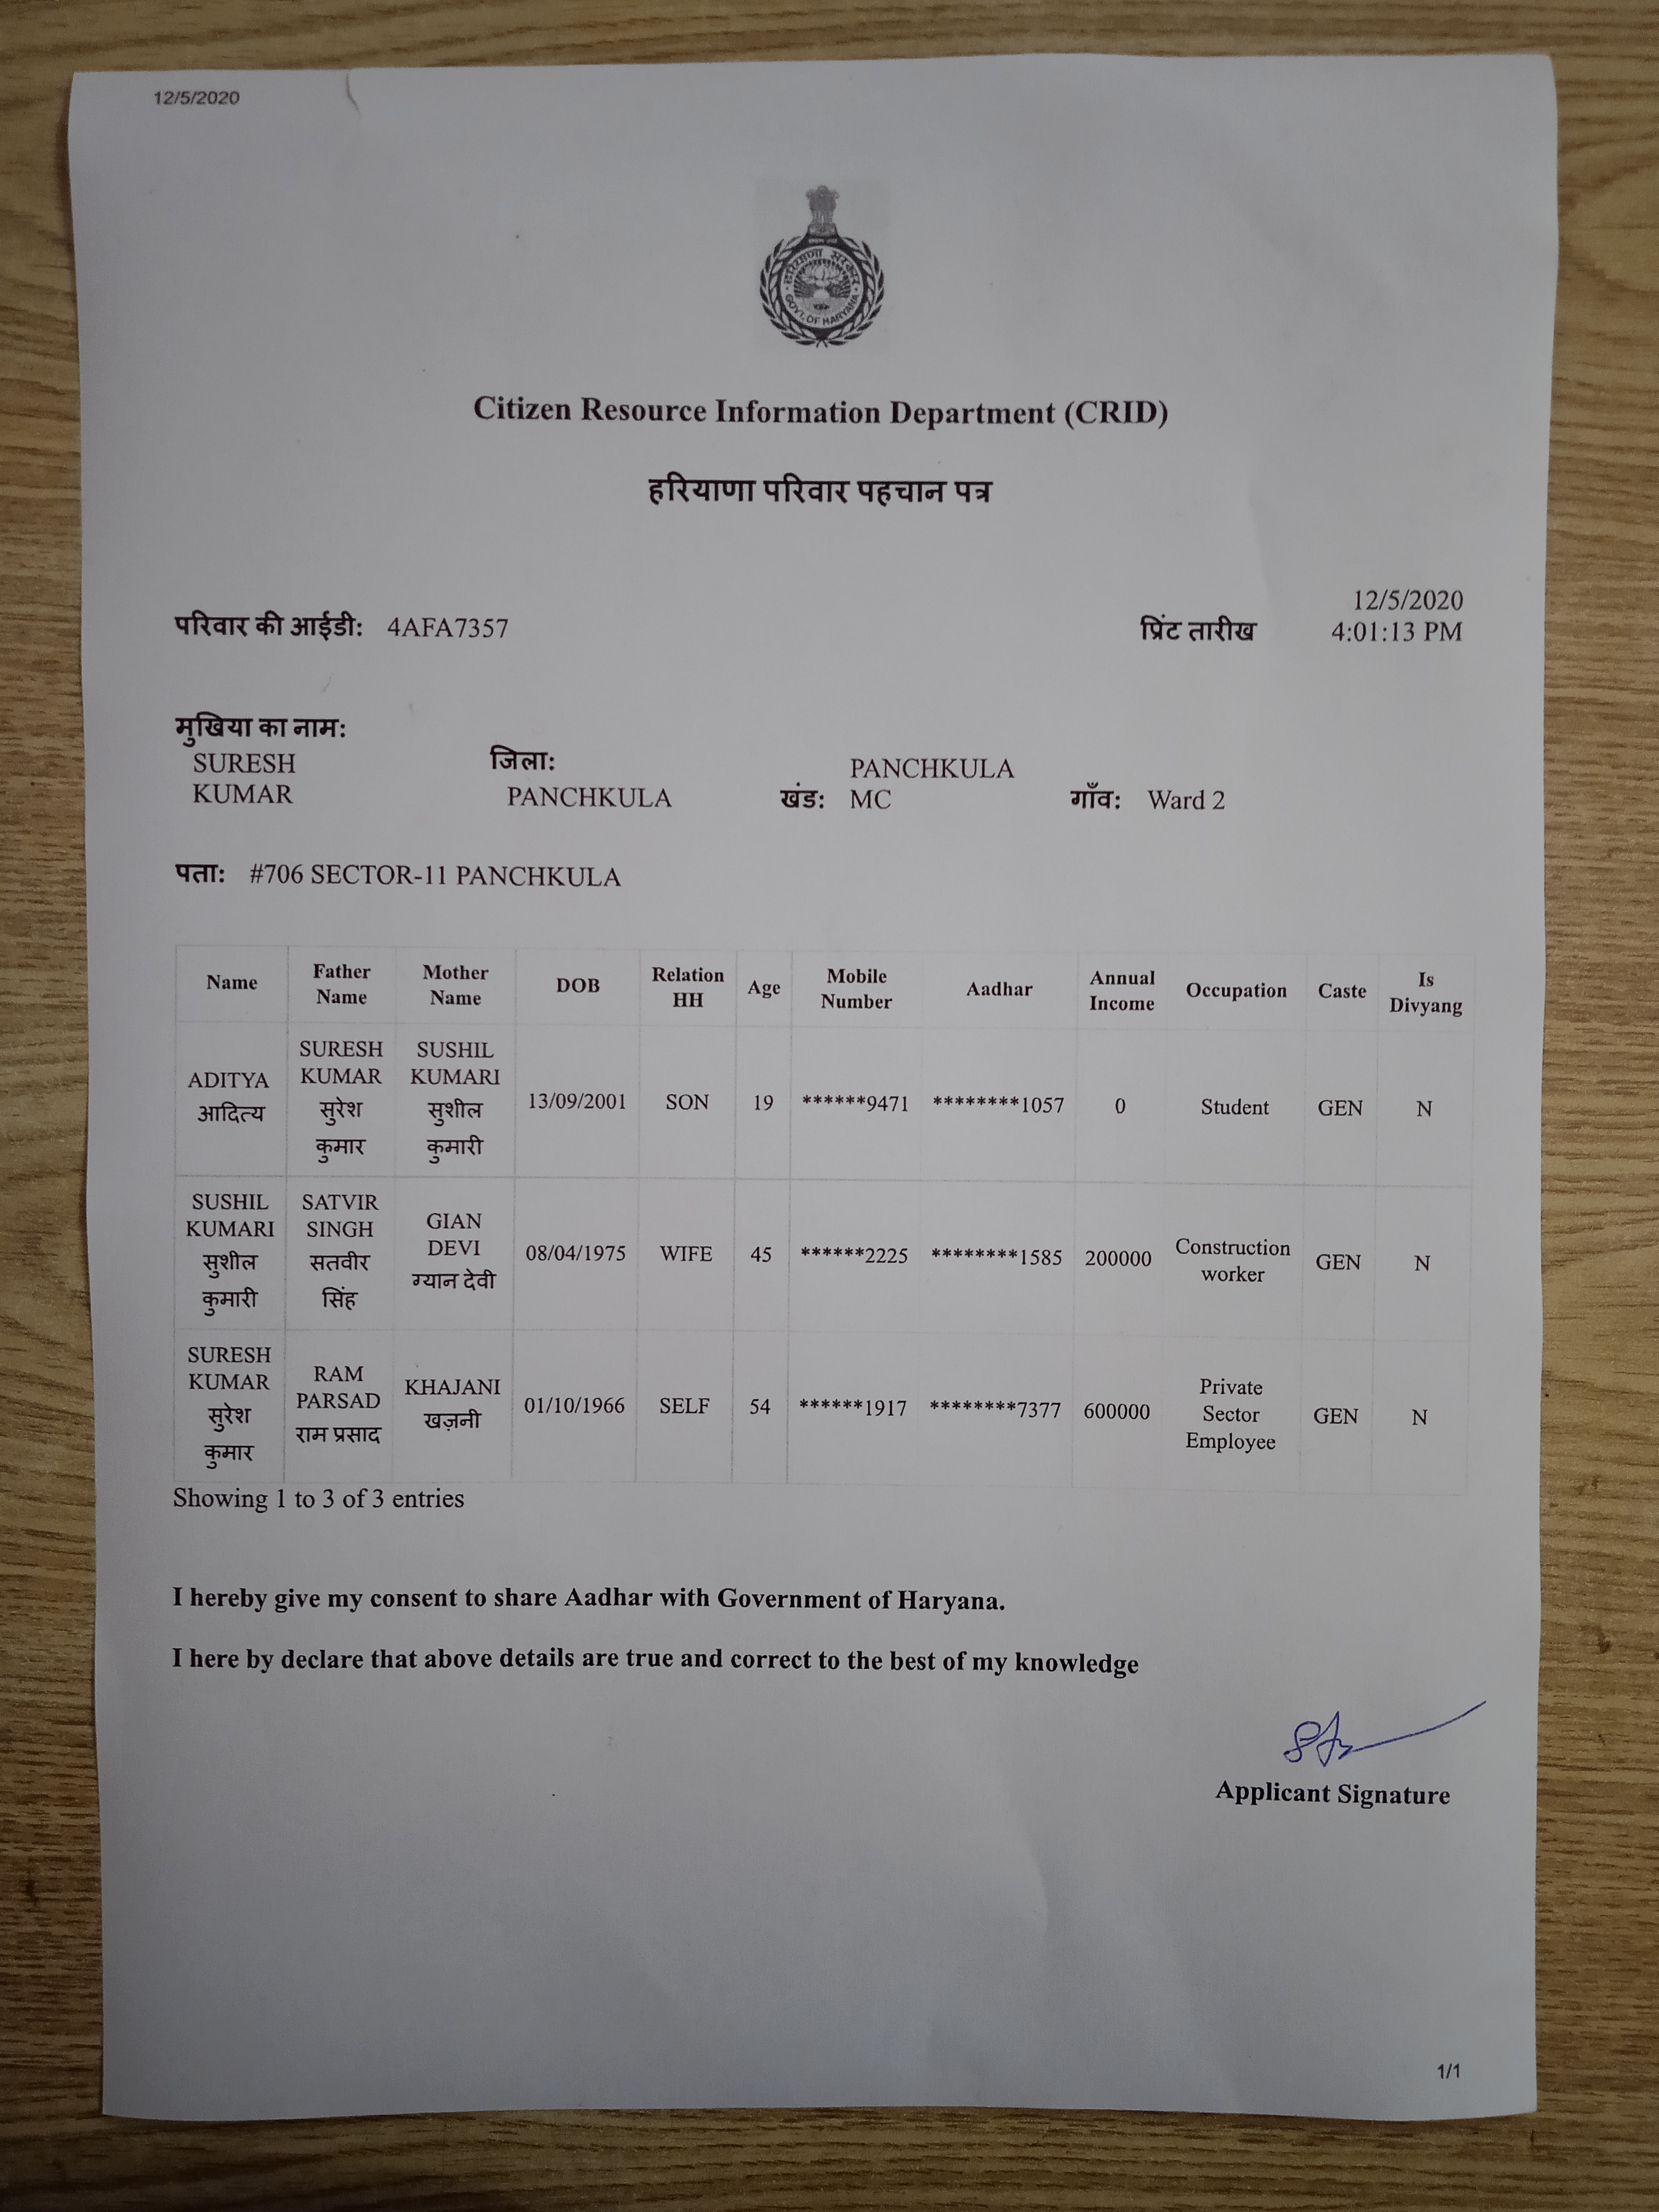 12/5/2020
हरियाणा सरकार
GOVT. OF HARYANA
Citizen Resource Information Department (CRID)
हरियाणा परिवार पहचान पत्र
परिवार की आईडी: 4AFA7357
प्रिंट तारीख 12/5/2020
4:01:13 PM
मुखिया का नाम:
SURESH
KUMAR
जिला:
PANCHKULA
खंड: PANCHKULA
MC
गाँव: Ward 2
पता: #706 SECTOR-11 PANCHKULA
Name Father Name Mother Name DOB Relation HH Age Mobile Number Aadhar Annual Income Occupation Caste Is Divyang
ADITYA आदित्य SURESH KUMAR सुरेश कुमार SUSHIL KUMARI सुशील कुमारी 13/09/2001 SON 19 ******9471 ********1057 0 Student GEN N
SUSHIL KUMARI सुशील कुमारी SATVIR SINGH सतवीर सिंह GIAN DEVI ग्यान देवी 08/04/1975 WIFE 45 ******2225 ********1585 200000 Construction worker GEN N
SURESH KUMAR सुरेश कुमार RAM PARSAD राम प्रसाद KHAJANI खज़नी 01/10/1966 SELF 54 ******1917 ********7377 600000 Private Sector Employee GEN N
Showing 1 to 3 of 3 entries
I hereby give my consent to share Aadhar with Government of Haryana.
I here by declare that above details are true and correct to the best of my knowledge
Applicant Signature
1/1